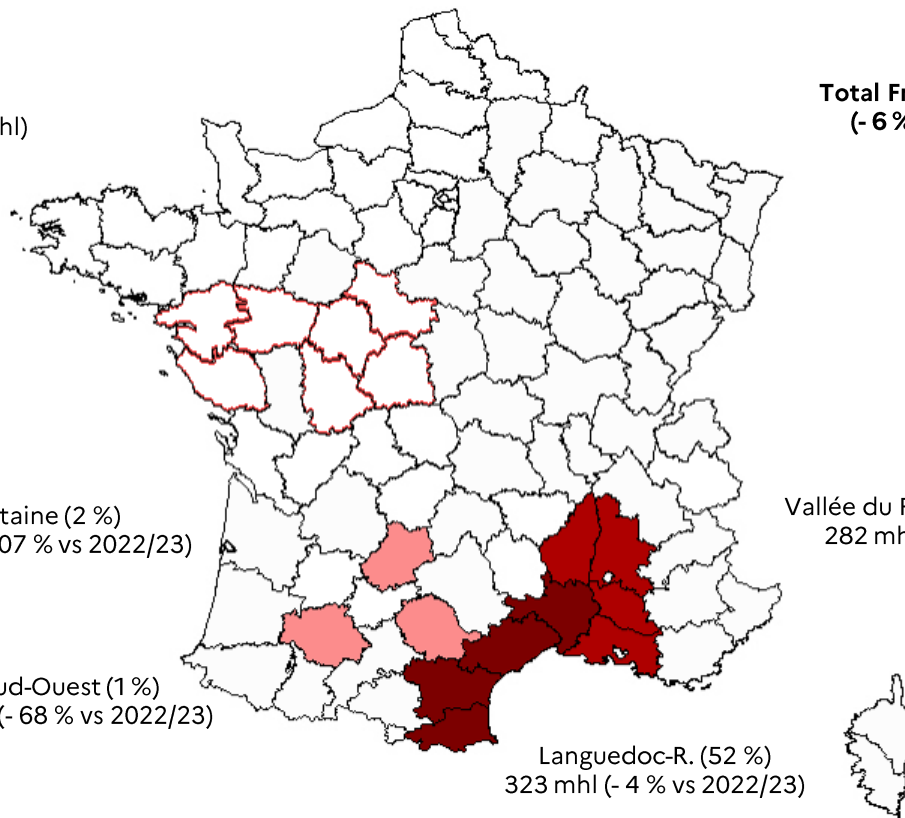 Total Fr
(- 6 %
hl)
taine (2 %)
07 % vs 2022/23)
Vallée du R
282 mh
ud-Ouest (1 %)
(- 68 % vs 2022/23)
Languedoc-R. (52 %)
323 mhl (- 4 % vs 2022/23)